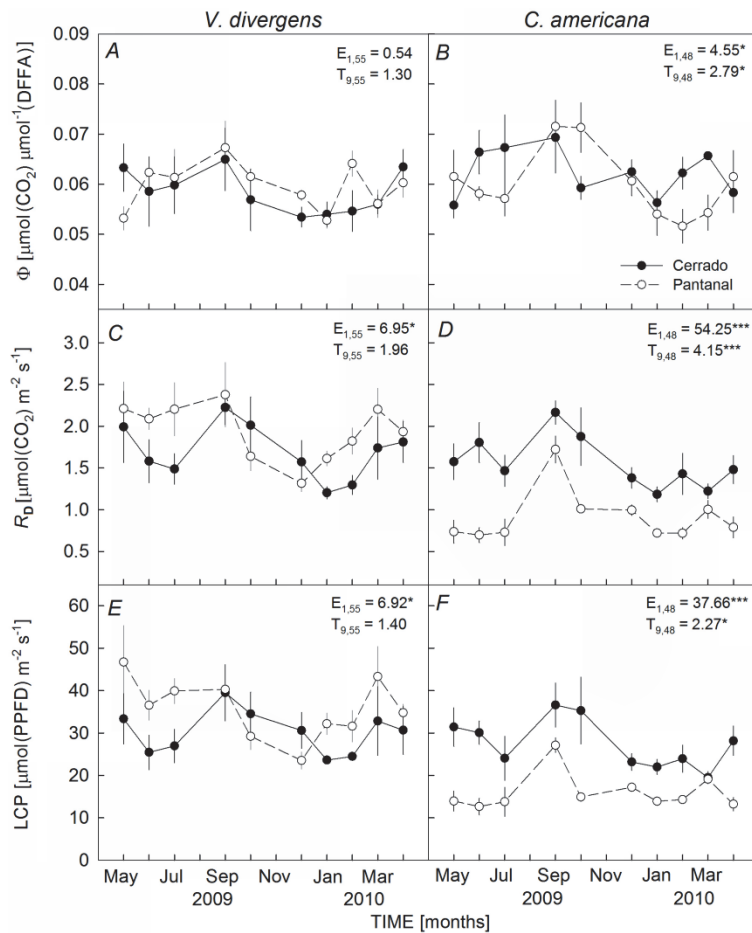 V. divergens
C. americana
Φ [μmol(CO2) μmol-1(DFFA)]
0.09
0.08
0.07
0.06
0.05
0.04
A
E1,55 = 0.54
T9,55 = 1.30
B
E1,48 = 4.55*
T9,48 = 2.79*
Cerrado
Pantanal
RD[μmol(CO2) m-2 s-1]
3.0
2.5
2.0
1.5
1.0
0.5
C
E1,55 = 6.95*
T9,55 = 1.96
D
E1,48 = 54.25***
T9,48 = 4.15***
LCP [μmol(PPFD) m-2 s-1]
60
50
40
30
20
10
0
E
E1,55 = 6.92*
T9,55 = 1.40
F
E1,48 = 37.66***
T9,48 = 2.27*
May Jul Sep Nov Jan Mar
May Jul Sep Nov Jan Mar
2009 2010
2009 2010
TIME [months]